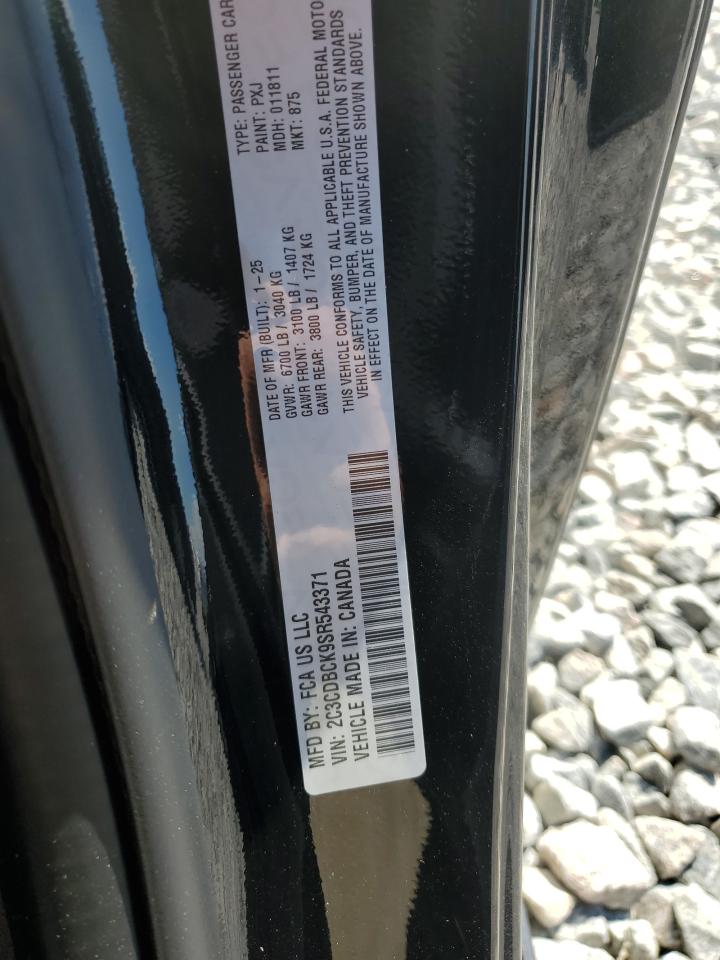 MFD BY: FCA US LLC
DATE OF MFR (BUILT): 1-25
GVWR: 6700 LB / 3040 KG
GAWR FRONT: 3100 LB / 1407 KG
GAWR REAR: 3800 LB / 1724 KG
TYPE: PASSENGER CAR
PAINT: PXJ
MDH: 011811
MKT: 875
VIN: 2C3CDBCK9SR543371
VEHICLE MADE IN: CANADA
THIS VEHICLE CONFORMS TO ALL APPLICABLE U.S.A. FEDERAL MOTO
VEHICLE SAFETY, BUMPER, AND THEFT PREVENTION STANDARDS
IN EFFECT ON THE DATE OF MANUFACTURE SHOWN ABOVE.